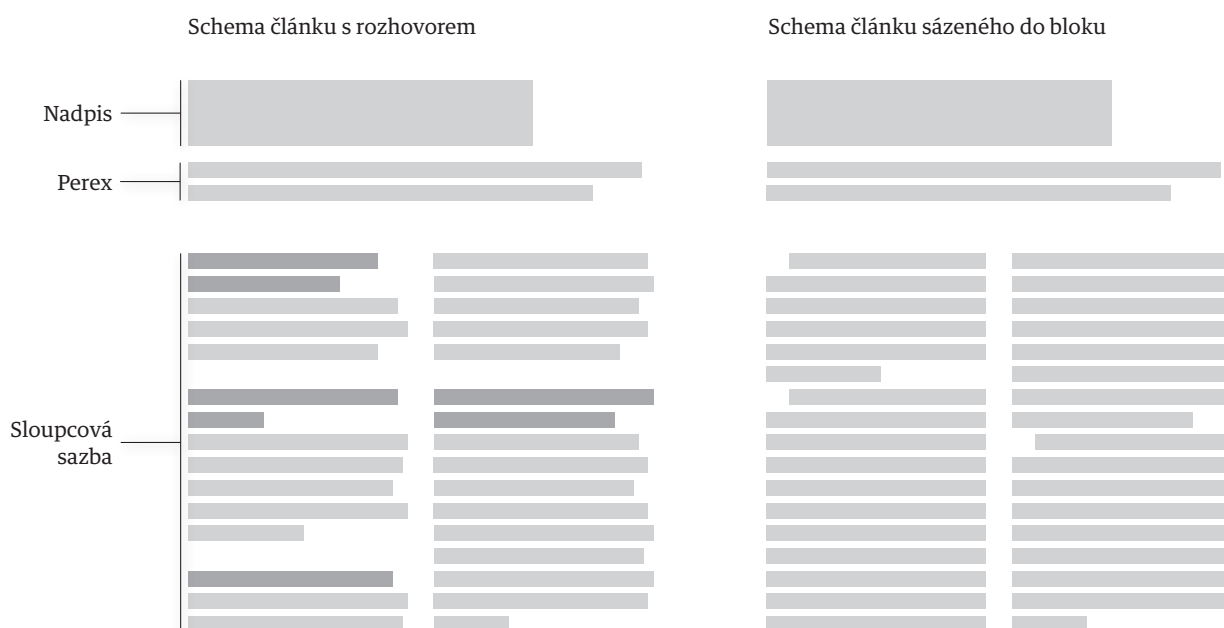 Schema článku s rozhovorem
Schema článku sázeného do bloku
Nadpis
Perex
Sloupcová
sazba